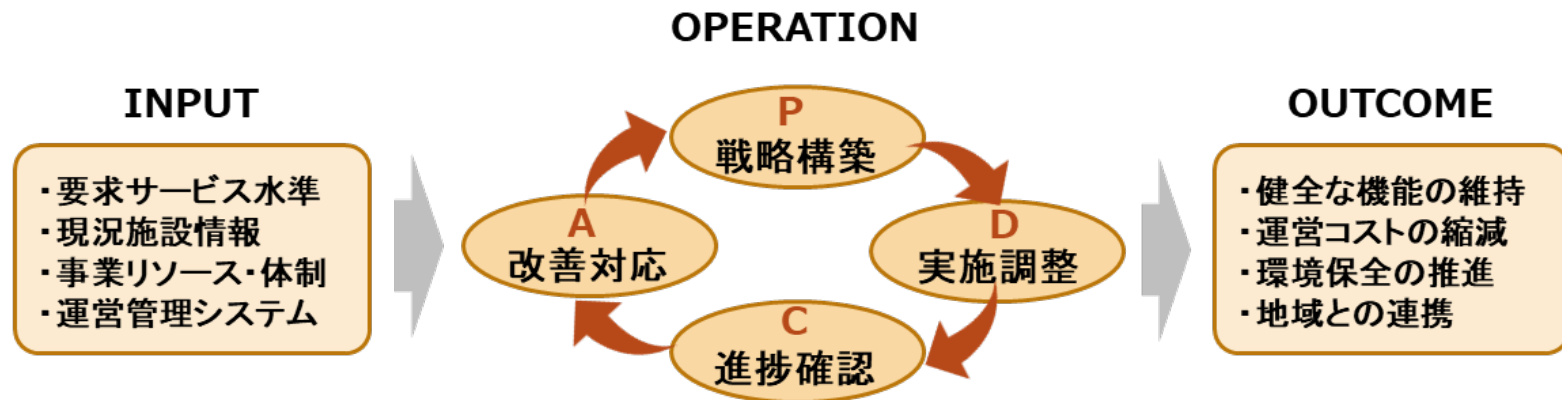 OPERATION
INPUT
・要求サービス水準
・現況施設情報
・事業リソース・体制
・運営管理システム
P
戦略構築
D
実施調整
C
進捗確認
A
改善対応
OUTCOME
・健全な機能の維持
・運営コストの縮減
・環境保全の推進
・地域との連携